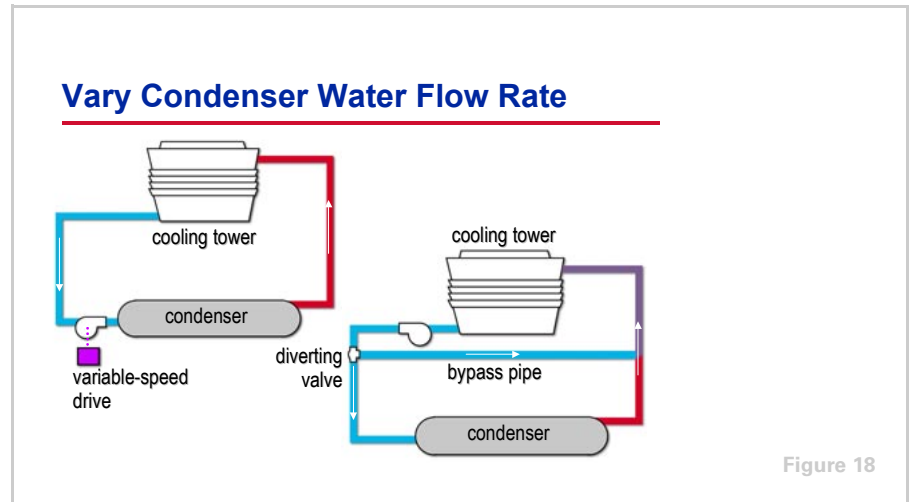 Vary Condenser Water Flow Rate
cooling tower
condenser
variable-speed
drive
cooling tower
diverting
valve
bypass pipe
condenser
Figure 18